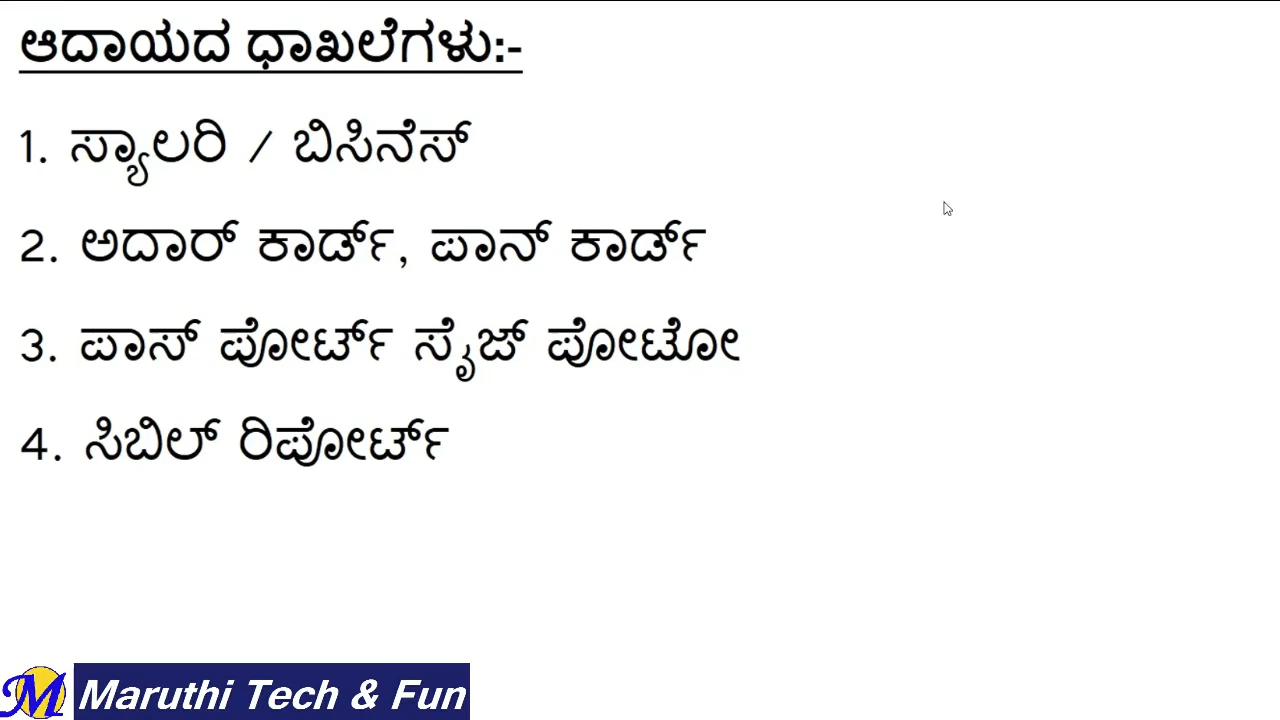 ಆದಾಯದ ಧಾಖಲೆಗಳು:-
1. ಸ್ಯಾಲರಿ / ಬಿಸಿನೆಸ್
2. ಅದಾರ್ ಕಾರ್ಡ್, ಪಾನ್ ಕಾರ್ಡ್
3. ಪಾಸ್ ಪೋರ್ಟ್ ಸೈಜ್ ಪೋಟೋ
4. ಸಿಬಿಲ್ ರಿಪೋರ್ಟ್
M Maruthi Tech & Fun